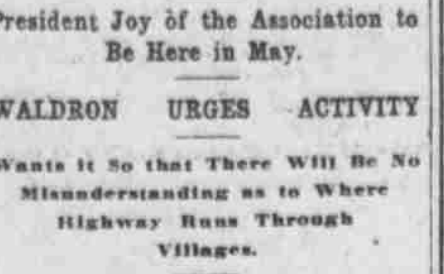 President Joy of the Association to
Be Here in May.
WALDRON URGES ACTIVITY
Wants it So that There Will Be No
Misunderstanding as to Where
Highway Runs Through
Villages.